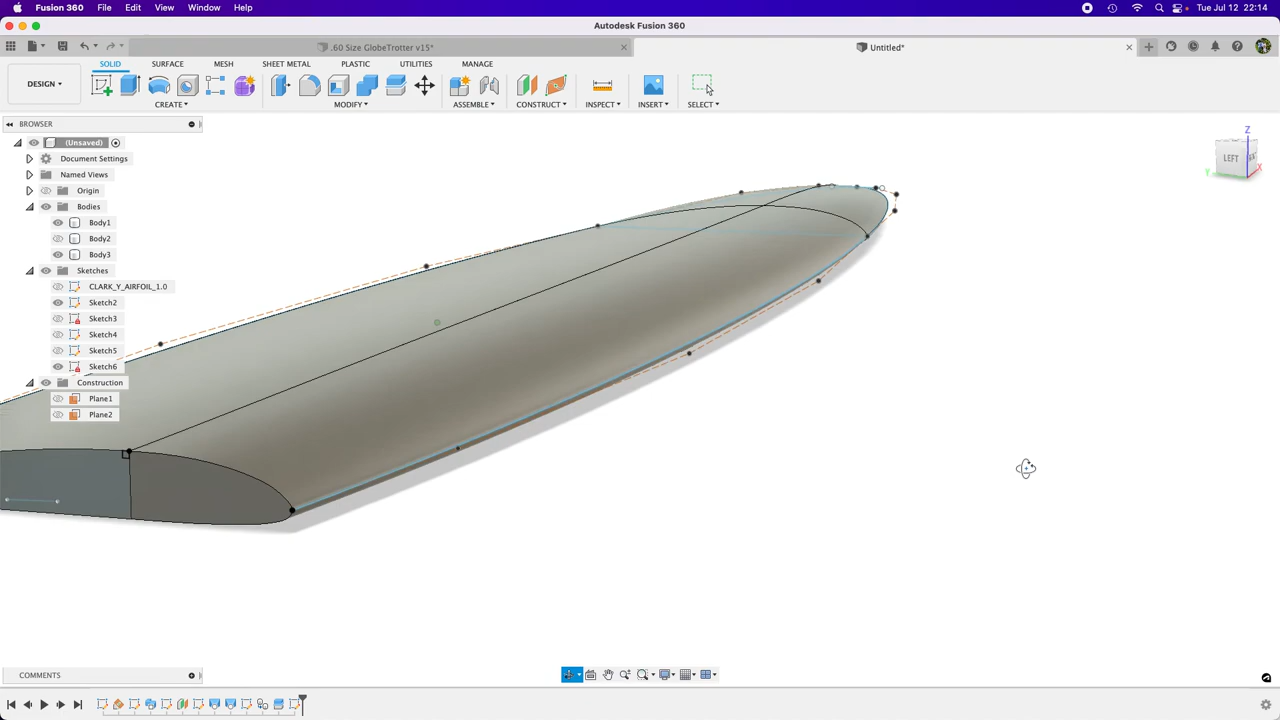 Fusion 360 File Edit View Window Help Tue Jul 12 22:14
Autodesk Fusion 360
.60 Size GlobeTrotter v15* Untitled*
SOLID SURFACE MESH SHEET METAL PLASTIC UTILITIES MANAGE
DESIGN
CREATE MODIFY ASSEMBLE CONSTRUCT INSPECT INSERT SELECT
BROWSER
(Unsaved)
Document Settings
Named Views
Origin
Bodies
Body1
Body2
Body3
Sketches
CLARK_Y_AIRFOIL_1.0
Sketch2
Sketch3
Sketch4
Sketch5
Sketch6
Construction
Plane1
Plane2
Z
LEFT
Y
X
COMMENTS